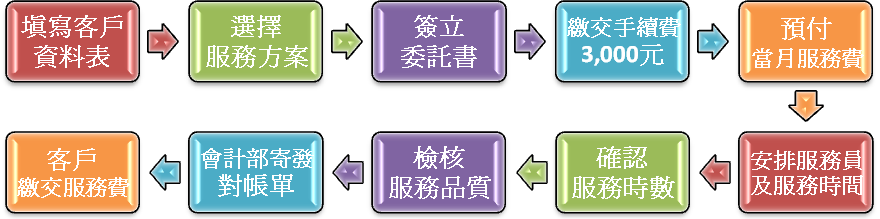 填寫客戶
資料表
選擇
服務方案
簽立
委託書
繳交手續費
3,000元
預付
當月服務費
安排服務員
及服務時間
確認
服務時數
檢核
服務品質
會計部寄發
對帳單
客戶
繳交服務費